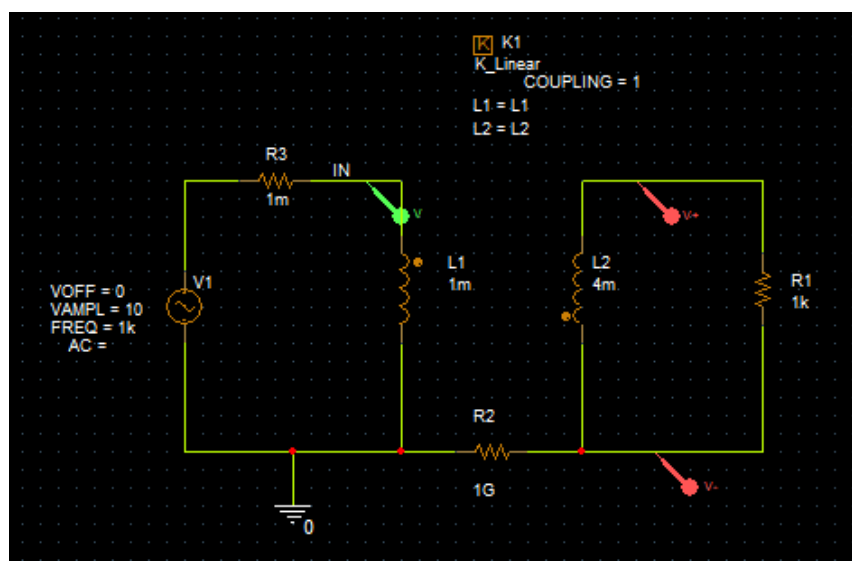 K K1
K_Linear
COUPLING = 1
L1 = L1
L2 = L2
R3
1m
IN
V
V+
L1
1m
L2
4m
R1
1k
V1
VOFF = 0
VAMPL = 10
FREQ = 1k
AC =
R2
1G
V-
0